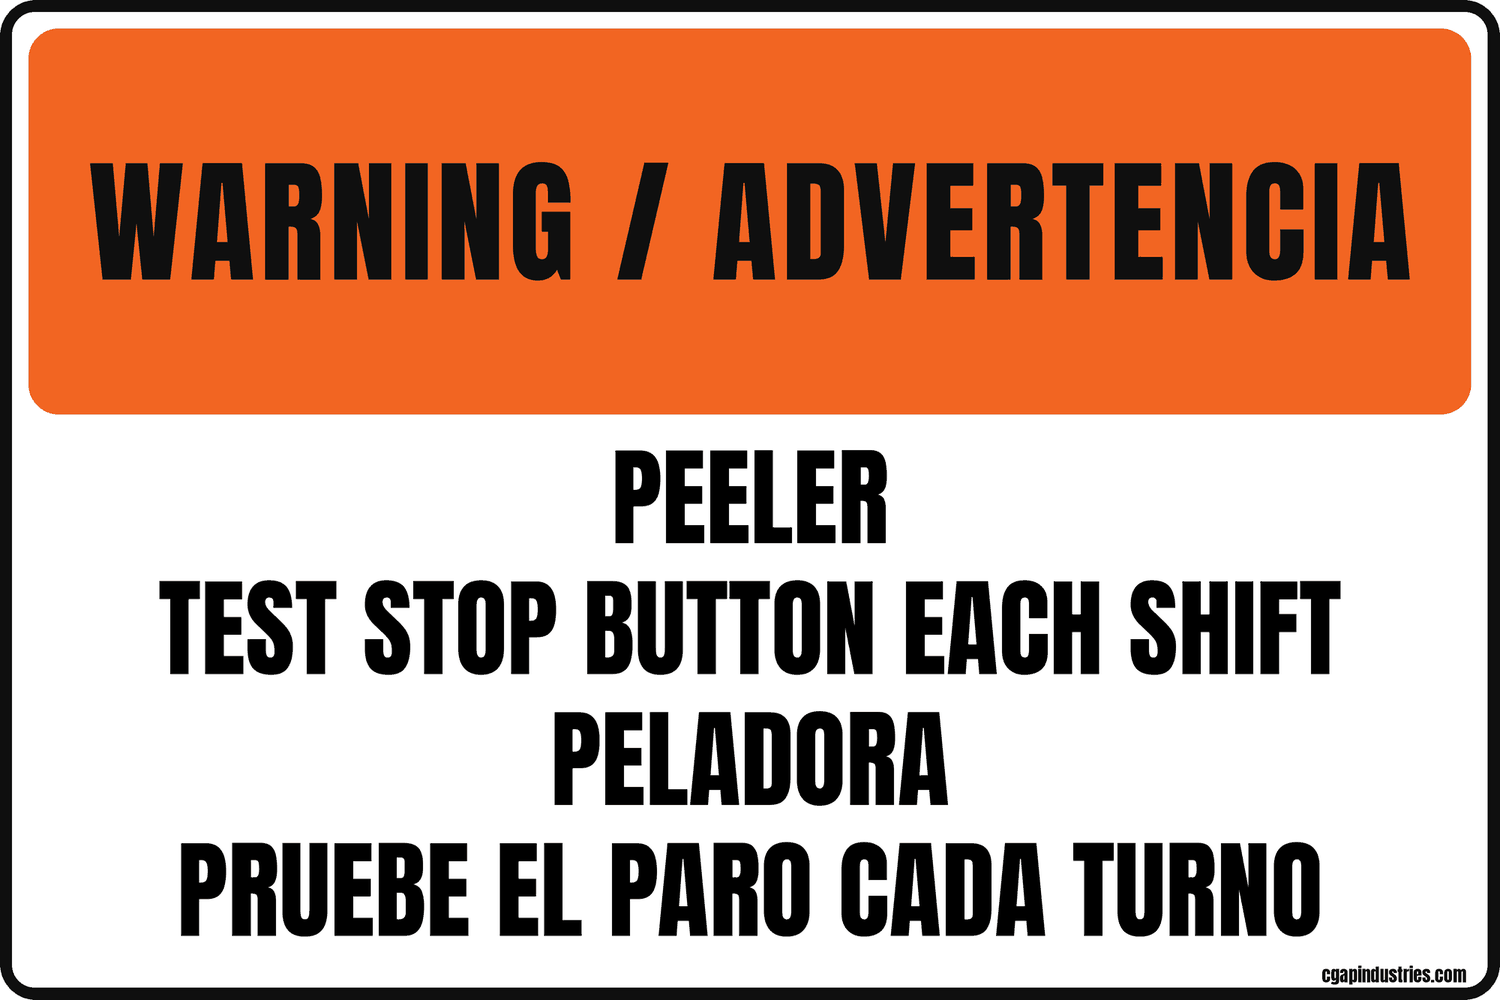 WARNING / ADVERTENCIA
PEELER
TEST STOP BUTTON EACH SHIFT
PELADORA
PRUEBE EL PARO CADA TURNO
cgapindustries.com